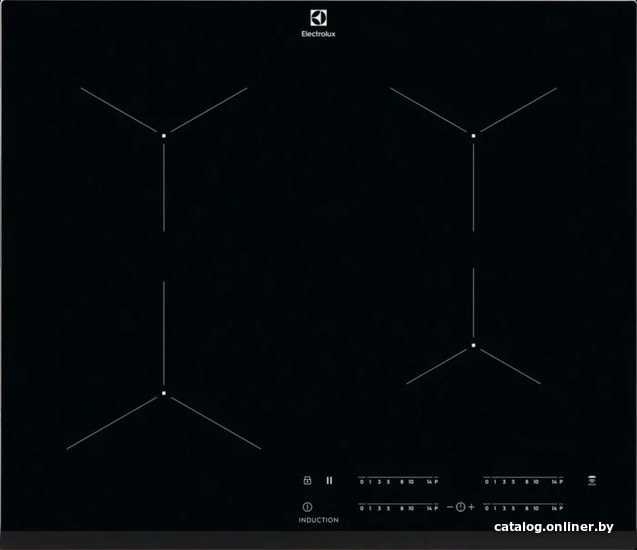 Electrolux
0 1 3 5 8 10 14 P
0 1 3 5 8 10 14 P
0 1 3 5 8 10 14 P
− + 0 1 3 5 8 10 14 P
INDUCTION
catalog.onliner.by